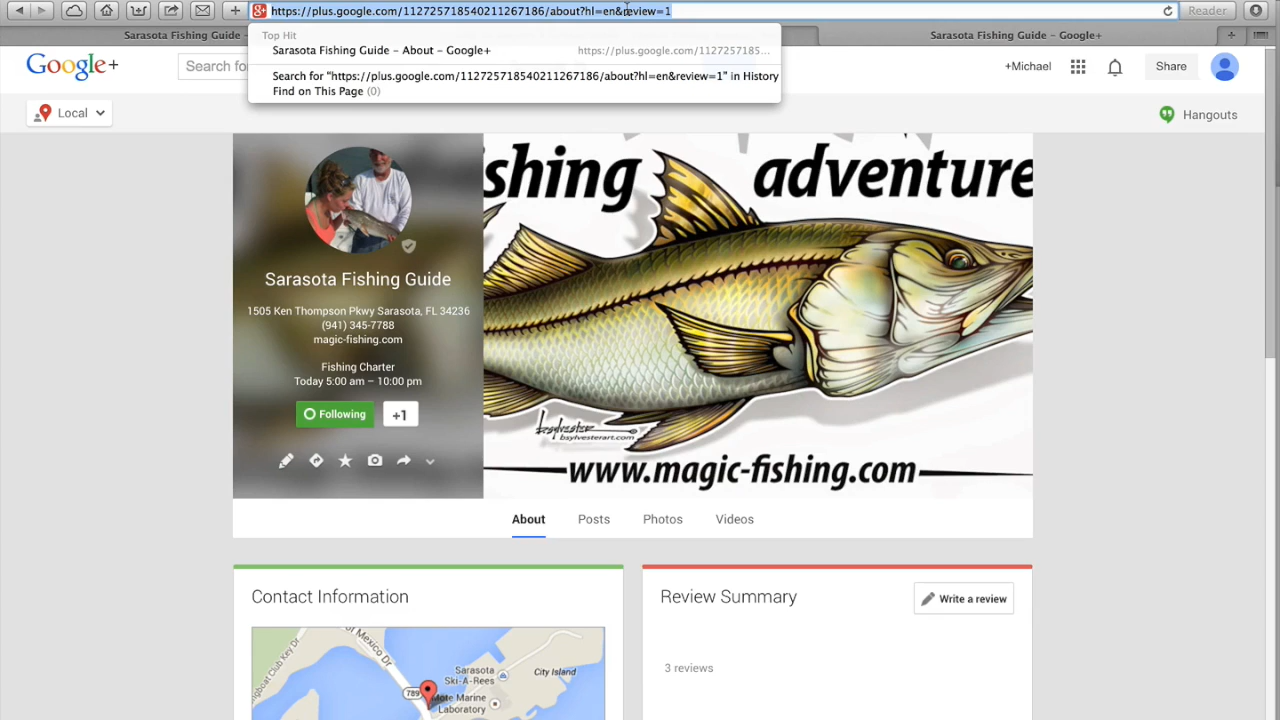 https://plus.google.com/112725718540211267186/about?hl=en&review=1
Reader
Top Hit
Sarasota Fishing Guide – About – Google+ https://plus.google.com/1127257185...
Search for "https://plus.google.com/112725718540211267186/about?hl=en&review=1" in History
Find on This Page (0)
Sarasota Fishing Guide –
Sarasota Fishing Guide – Google+
Google+
Search for
+Michael
Share
Local
Hangouts
shing adventure
Sarasota Fishing Guide
1505 Ken Thompson Pkwy Sarasota, FL 34236
(941) 345-7788
magic-fishing.com
Fishing Charter
Today 5:00 am – 10:00 pm
Following
+1
bsylvester
bsylvesterart.com
www.magic-fishing.com
About Posts Photos Videos
Contact Information
Review Summary
Write a review
3 reviews
of Mexico Dr
Sarasota
Ski-A-Rees
City Island
789
Mote Marine
Laboratory